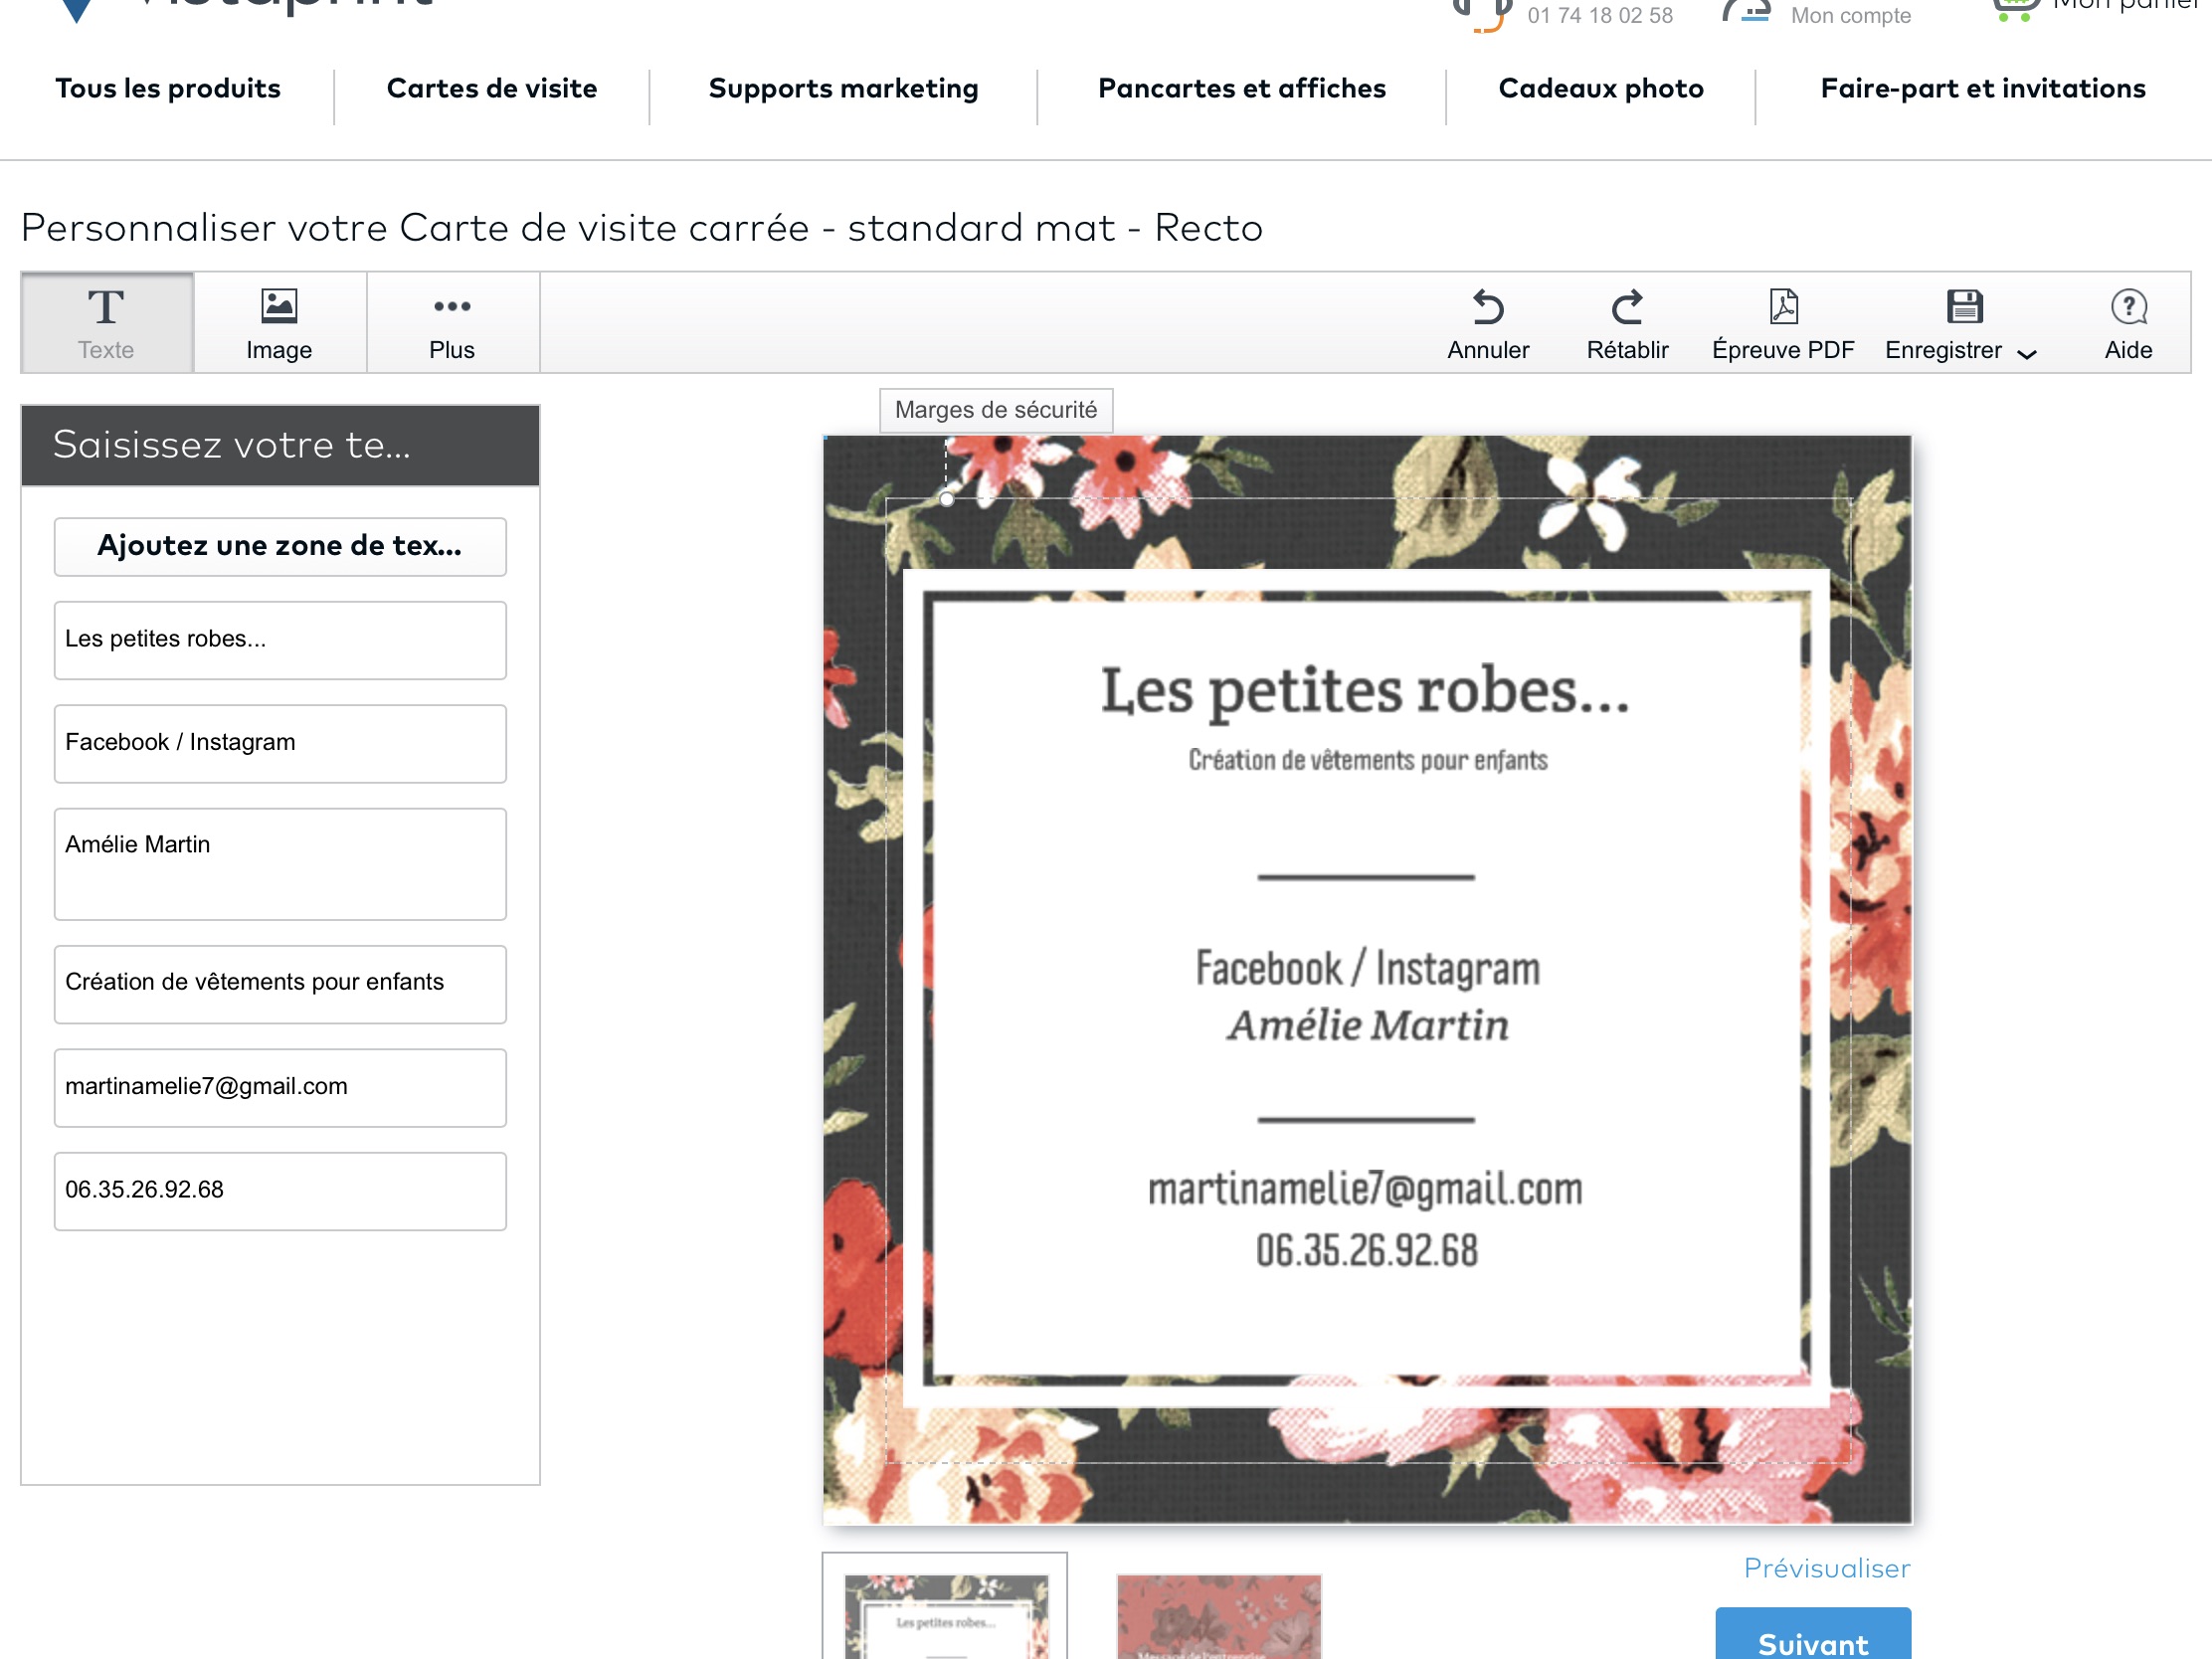 01 74 18 02 58
Mon compte
Mon panier
Tous les produits
Cartes de visite
Supports marketing
Pancartes et affiches
Cadeaux photo
Faire-part et invitations
Personnaliser votre Carte de visite carrée - standard mat - Recto
Texte
Image
Plus
Annuler
Rétablir
Épreuve PDF
Enregistrer
Aide
Saisissez votre te...
Ajoutez une zone de tex...
Les petites robes...
Facebook / Instagram
Amélie Martin
Création de vêtements pour enfants
martinamelie7@gmail.com
06.35.26.92.68
Marges de sécurité
Les petites robes...
Création de vêtements pour enfants
Facebook / Instagram
Amélie Martin
martinamelie7@gmail.com
06.35.26.92.68
Les petites robes...
Message de l'entreprise
Prévisualiser
Suivant